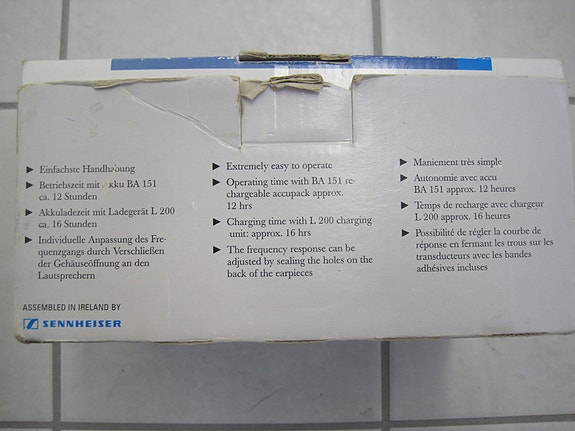 Einfachste Handhabung
Betriebszeit mit Akku BA 151
ca. 12 Stunden
Akkuladezeit mit Ladegerät L 200
ca. 16 Stunden
Individuelle Anpassung des Fre-
quenzgangs durch Verschließen
der Gehäuseöffnung an den
Lautsprechern
ASSEMBLED IN IRELAND BY
SENNHEISER
Extremely easy to operate
Operating time with BA 151 re-
chargeable accupack approx.
12 hrs
Charging time with L 200 charging
unit: approx. 16 hrs
The frequency response can be
adjusted by sealing the holes on the
back of the earpieces
Maniement très simple
Autonomie avec accu
BA 151 approx. 12 heures
Temps de recharge avec chargeur
L 200 approx. 16 heures
Possibilité de régler la courbe de
réponse en fermant les trous sur les
transducteurs avec les bandes
adhésives incluses